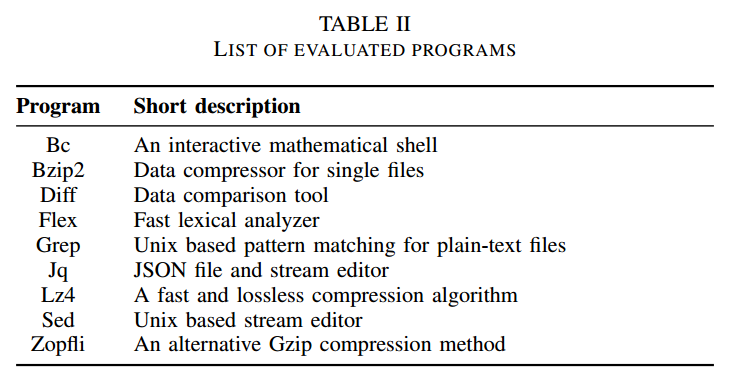 TABLE II
LIST OF EVALUATED PROGRAMS
Program Short description
Bc An interactive mathematical shell
Bzip2 Data compressor for single files
Diff Data comparison tool
Flex Fast lexical analyzer
Grep Unix based pattern matching for plain-text files
Jq JSON file and stream editor
Lz4 A fast and lossless compression algorithm
Sed Unix based stream editor
Zopfli An alternative Gzip compression method